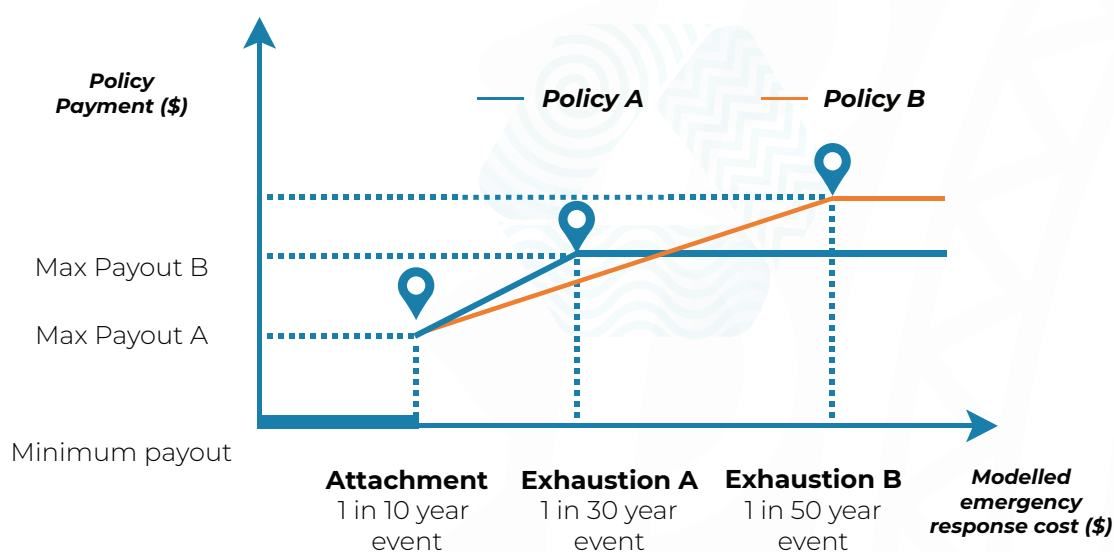 Policy
Payment ($)
Policy A
Policy B
Max Payout B
Max Payout A
Minimum payout
Attachment
1 in 10 year
event
Exhaustion A
1 in 30 year
event
Exhaustion B
1 in 50 year
event
Modelled
emergency
response cost ($)